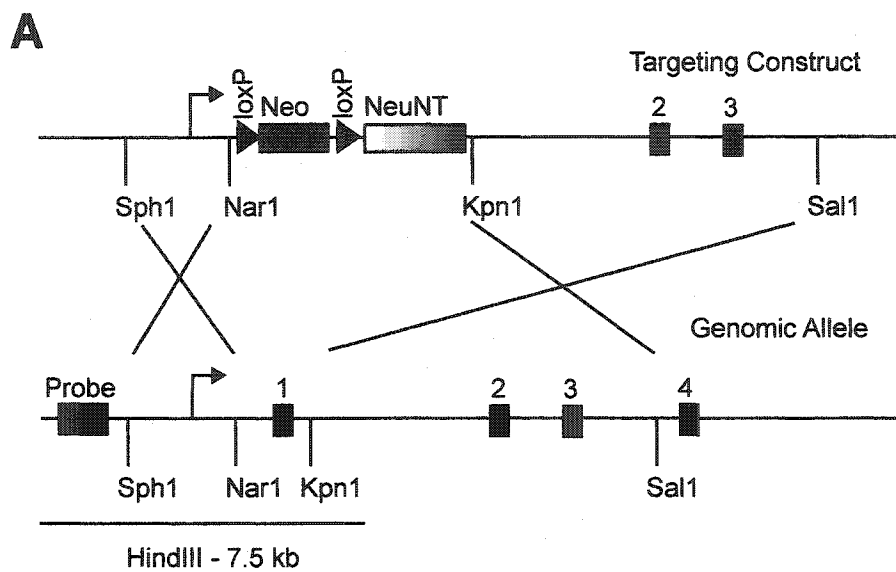 A
Targeting Construct
loxP
Neo
loxP
NeuNT
2
3
Sph1
Nar1
Kpn1
Sal1
Genomic Allele
Probe
1
2
3
4
Sph1
Nar1
Kpn1
Sal1
HindIII - 7.5 kb